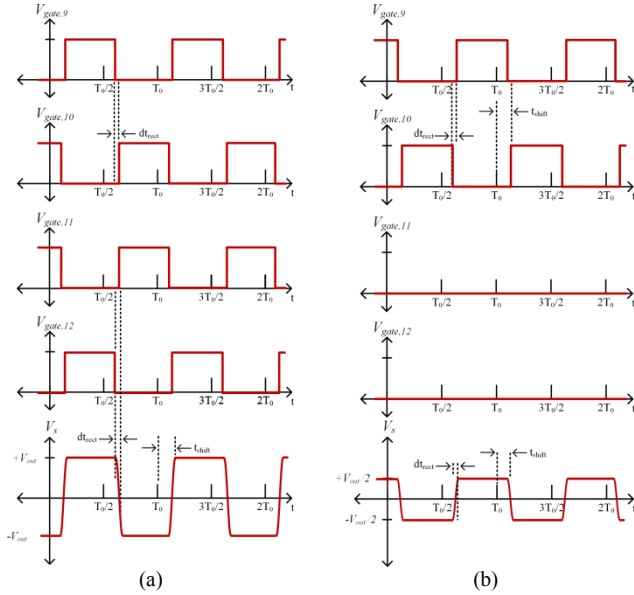 V_gate,9
T₀/2 T₀ 3T₀/2 2T₀ t
V_gate,10
dt_rect
T₀/2 T₀ 3T₀/2 2T₀ t
V_gate,11
T₀/2 T₀ 3T₀/2 2T₀ t
V_gate,12
T₀/2 T₀ 3T₀/2 2T₀ t
V_s
dt_rect t_shift
+V_out
T₀/2 T₀ 3T₀/2 2T₀ t
-V_out
(a)
V_gate,9
T₀/2 T₀ 3T₀/2 2T₀ t
V_gate,10
dt_rect t_shift
T₀/2 T₀ 3T₀/2 2T₀ t
V_gate,11
T₀/2 T₀ 3T₀/2 2T₀ t
V_gate,12
T₀/2 T₀ 3T₀/2 2T₀ t
V_s
dt_rect t_shift
+V_out/2
T₀/2 T₀ 3T₀/2 2T₀ t
-V_out/2
(b)